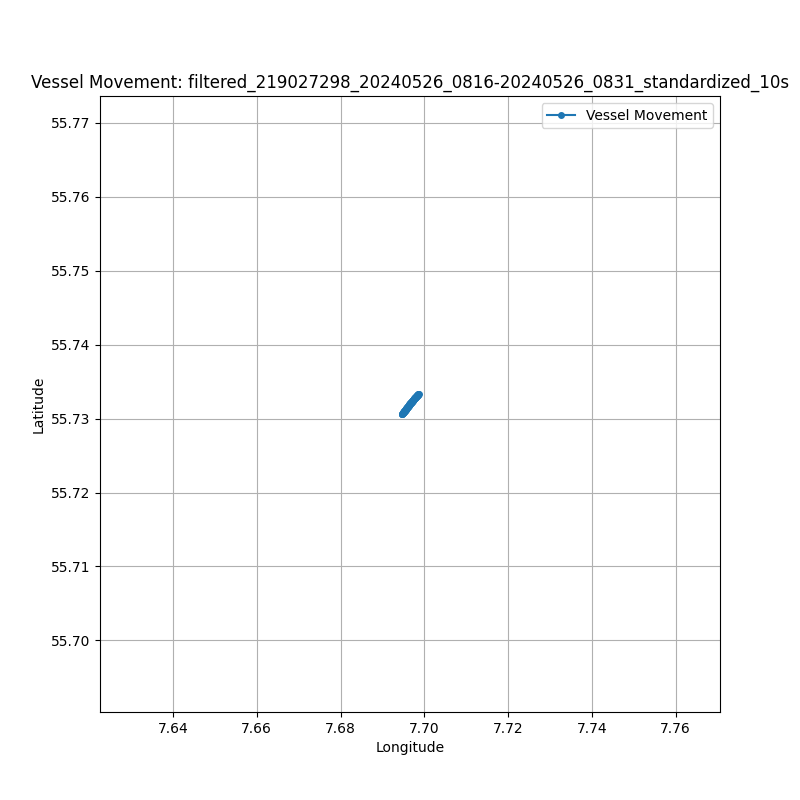 Vessel Movement: filtered_219027298_20240526_0816-20240526_0831_standardized_10s
Vessel Movement
55.77
55.76
55.75
55.74
55.73
55.72
55.71
55.70
Latitude
7.64 7.66 7.68 7.70 7.72 7.74 7.76
Longitude